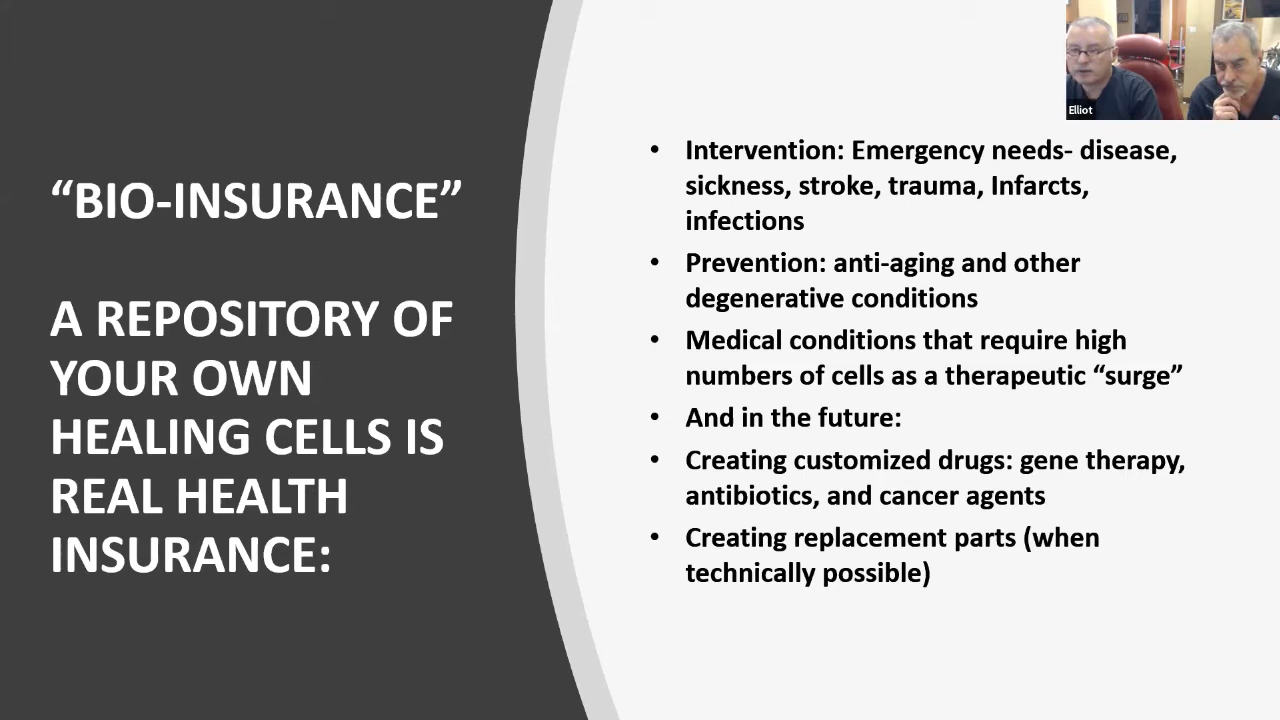 “BIO-INSURANCE”
A REPOSITORY OF
YOUR OWN
HEALING CELLS IS
REAL HEALTH
INSURANCE:
• Intervention: Emergency needs- disease,
sickness, stroke, trauma, Infarcts,
infections
• Prevention: anti-aging and other
degenerative conditions
• Medical conditions that require high
numbers of cells as a therapeutic “surge”
• And in the future:
• Creating customized drugs: gene therapy,
antibiotics, and cancer agents
• Creating replacement parts (when
technically possible)
Elliot